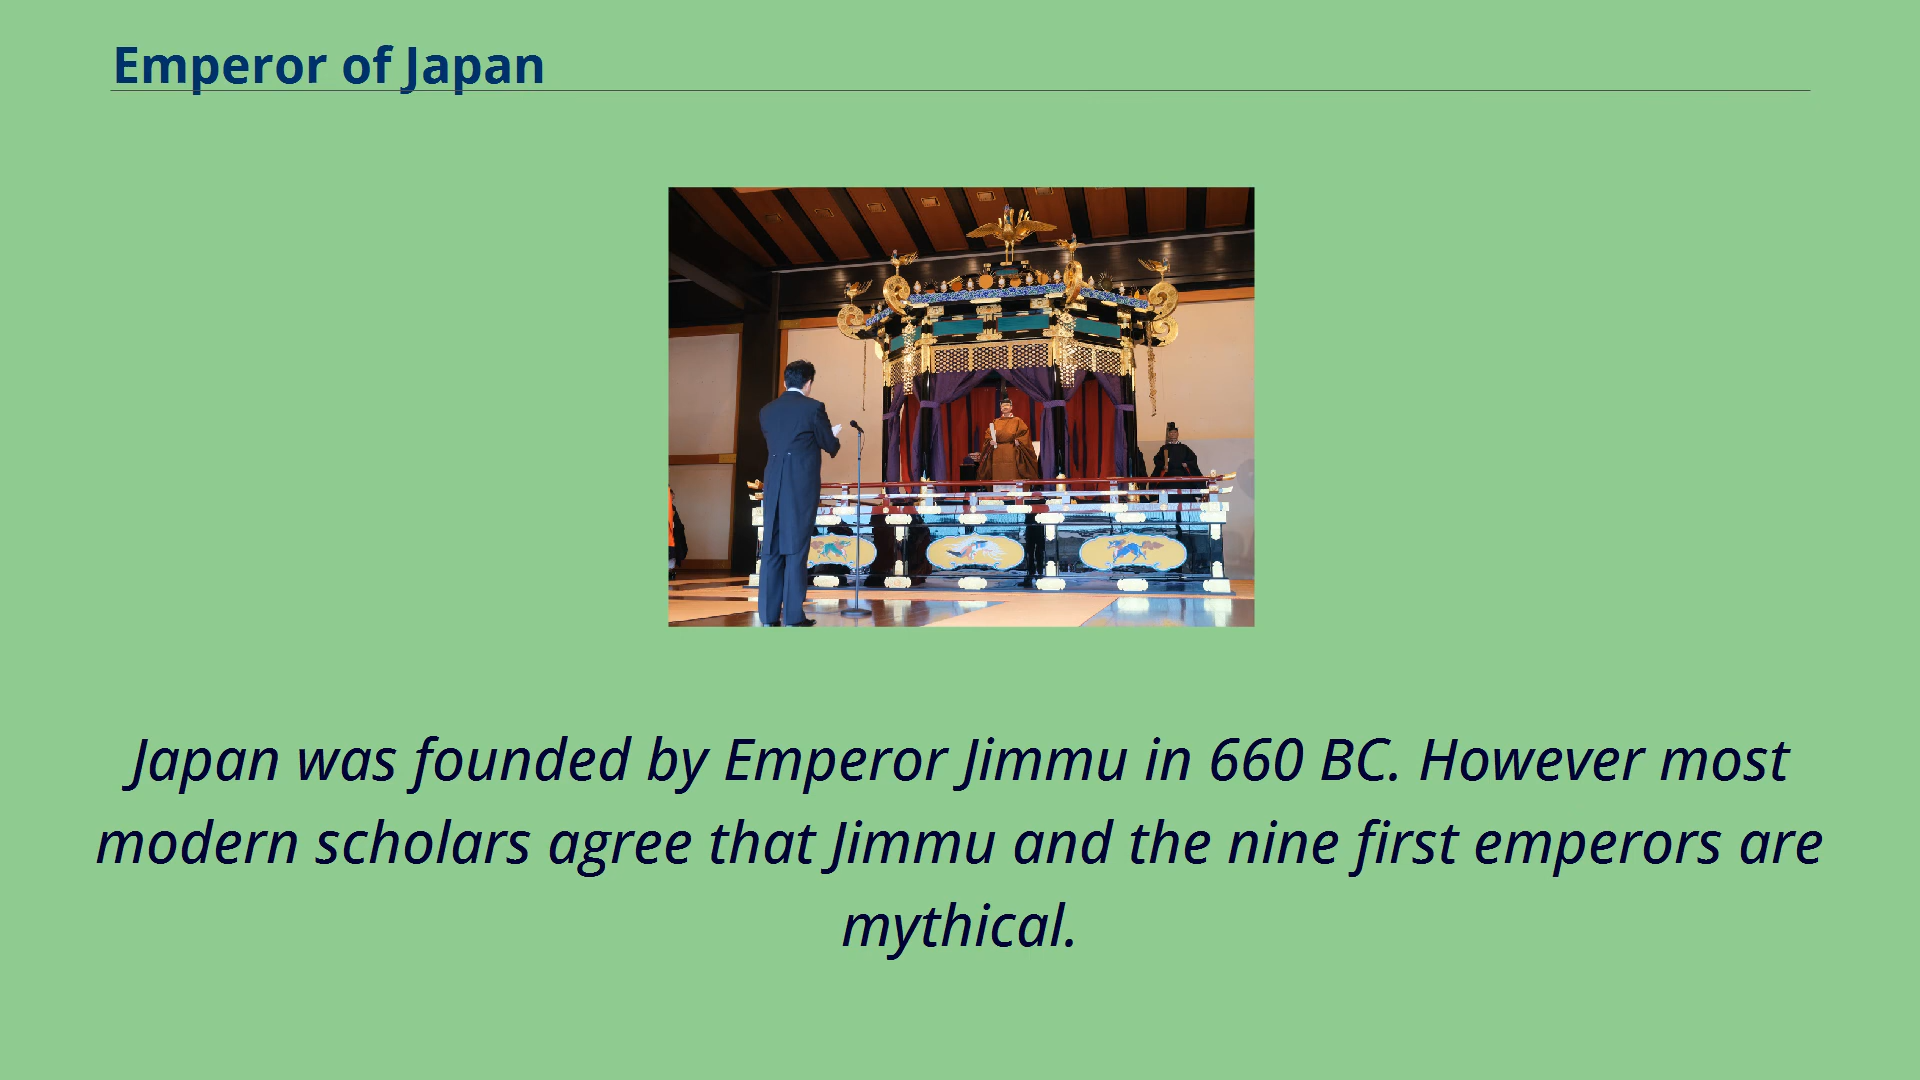 Emperor of Japan
Japan was founded by Emperor Jimmu in 660 BC. However most
modern scholars agree that Jimmu and the nine first emperors are
mythical.